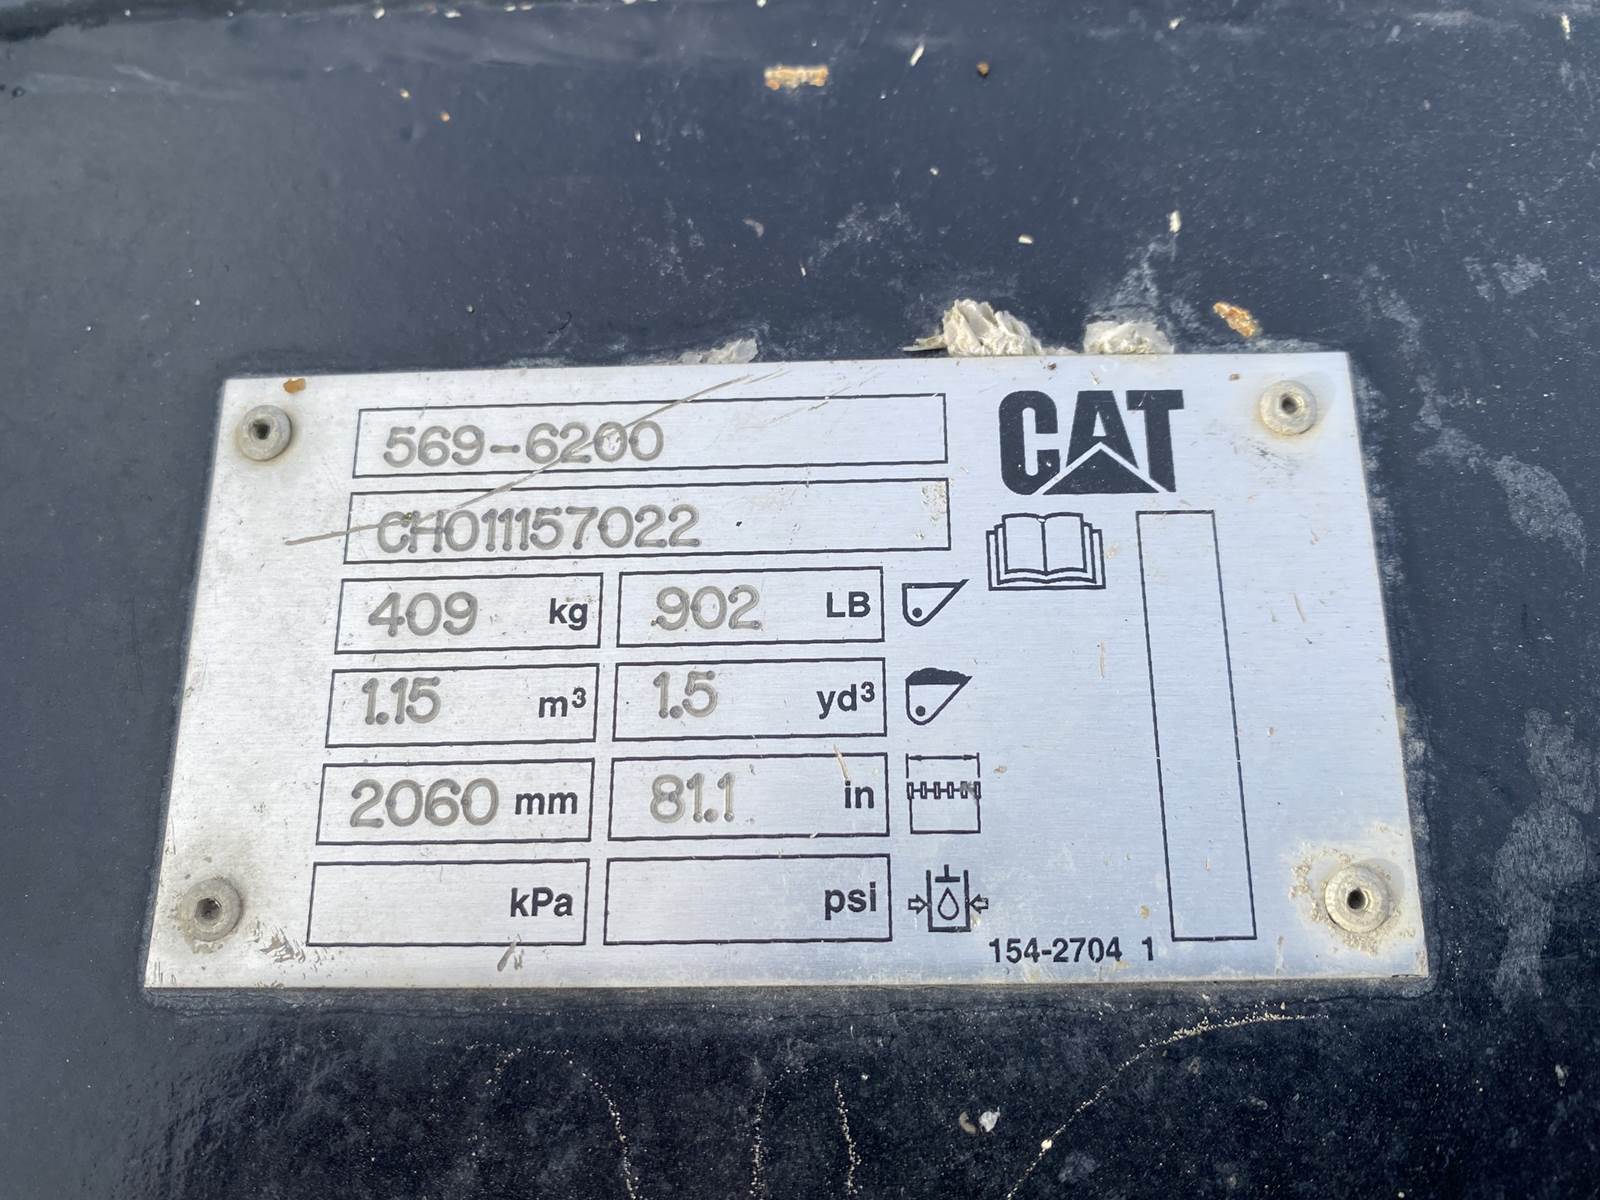 CAT
569-6200
CH011157022
409 kg 902 LB
1.15 m³ 1.5 yd³
2060 mm 81.1 in
kPa psi
154-2704 1